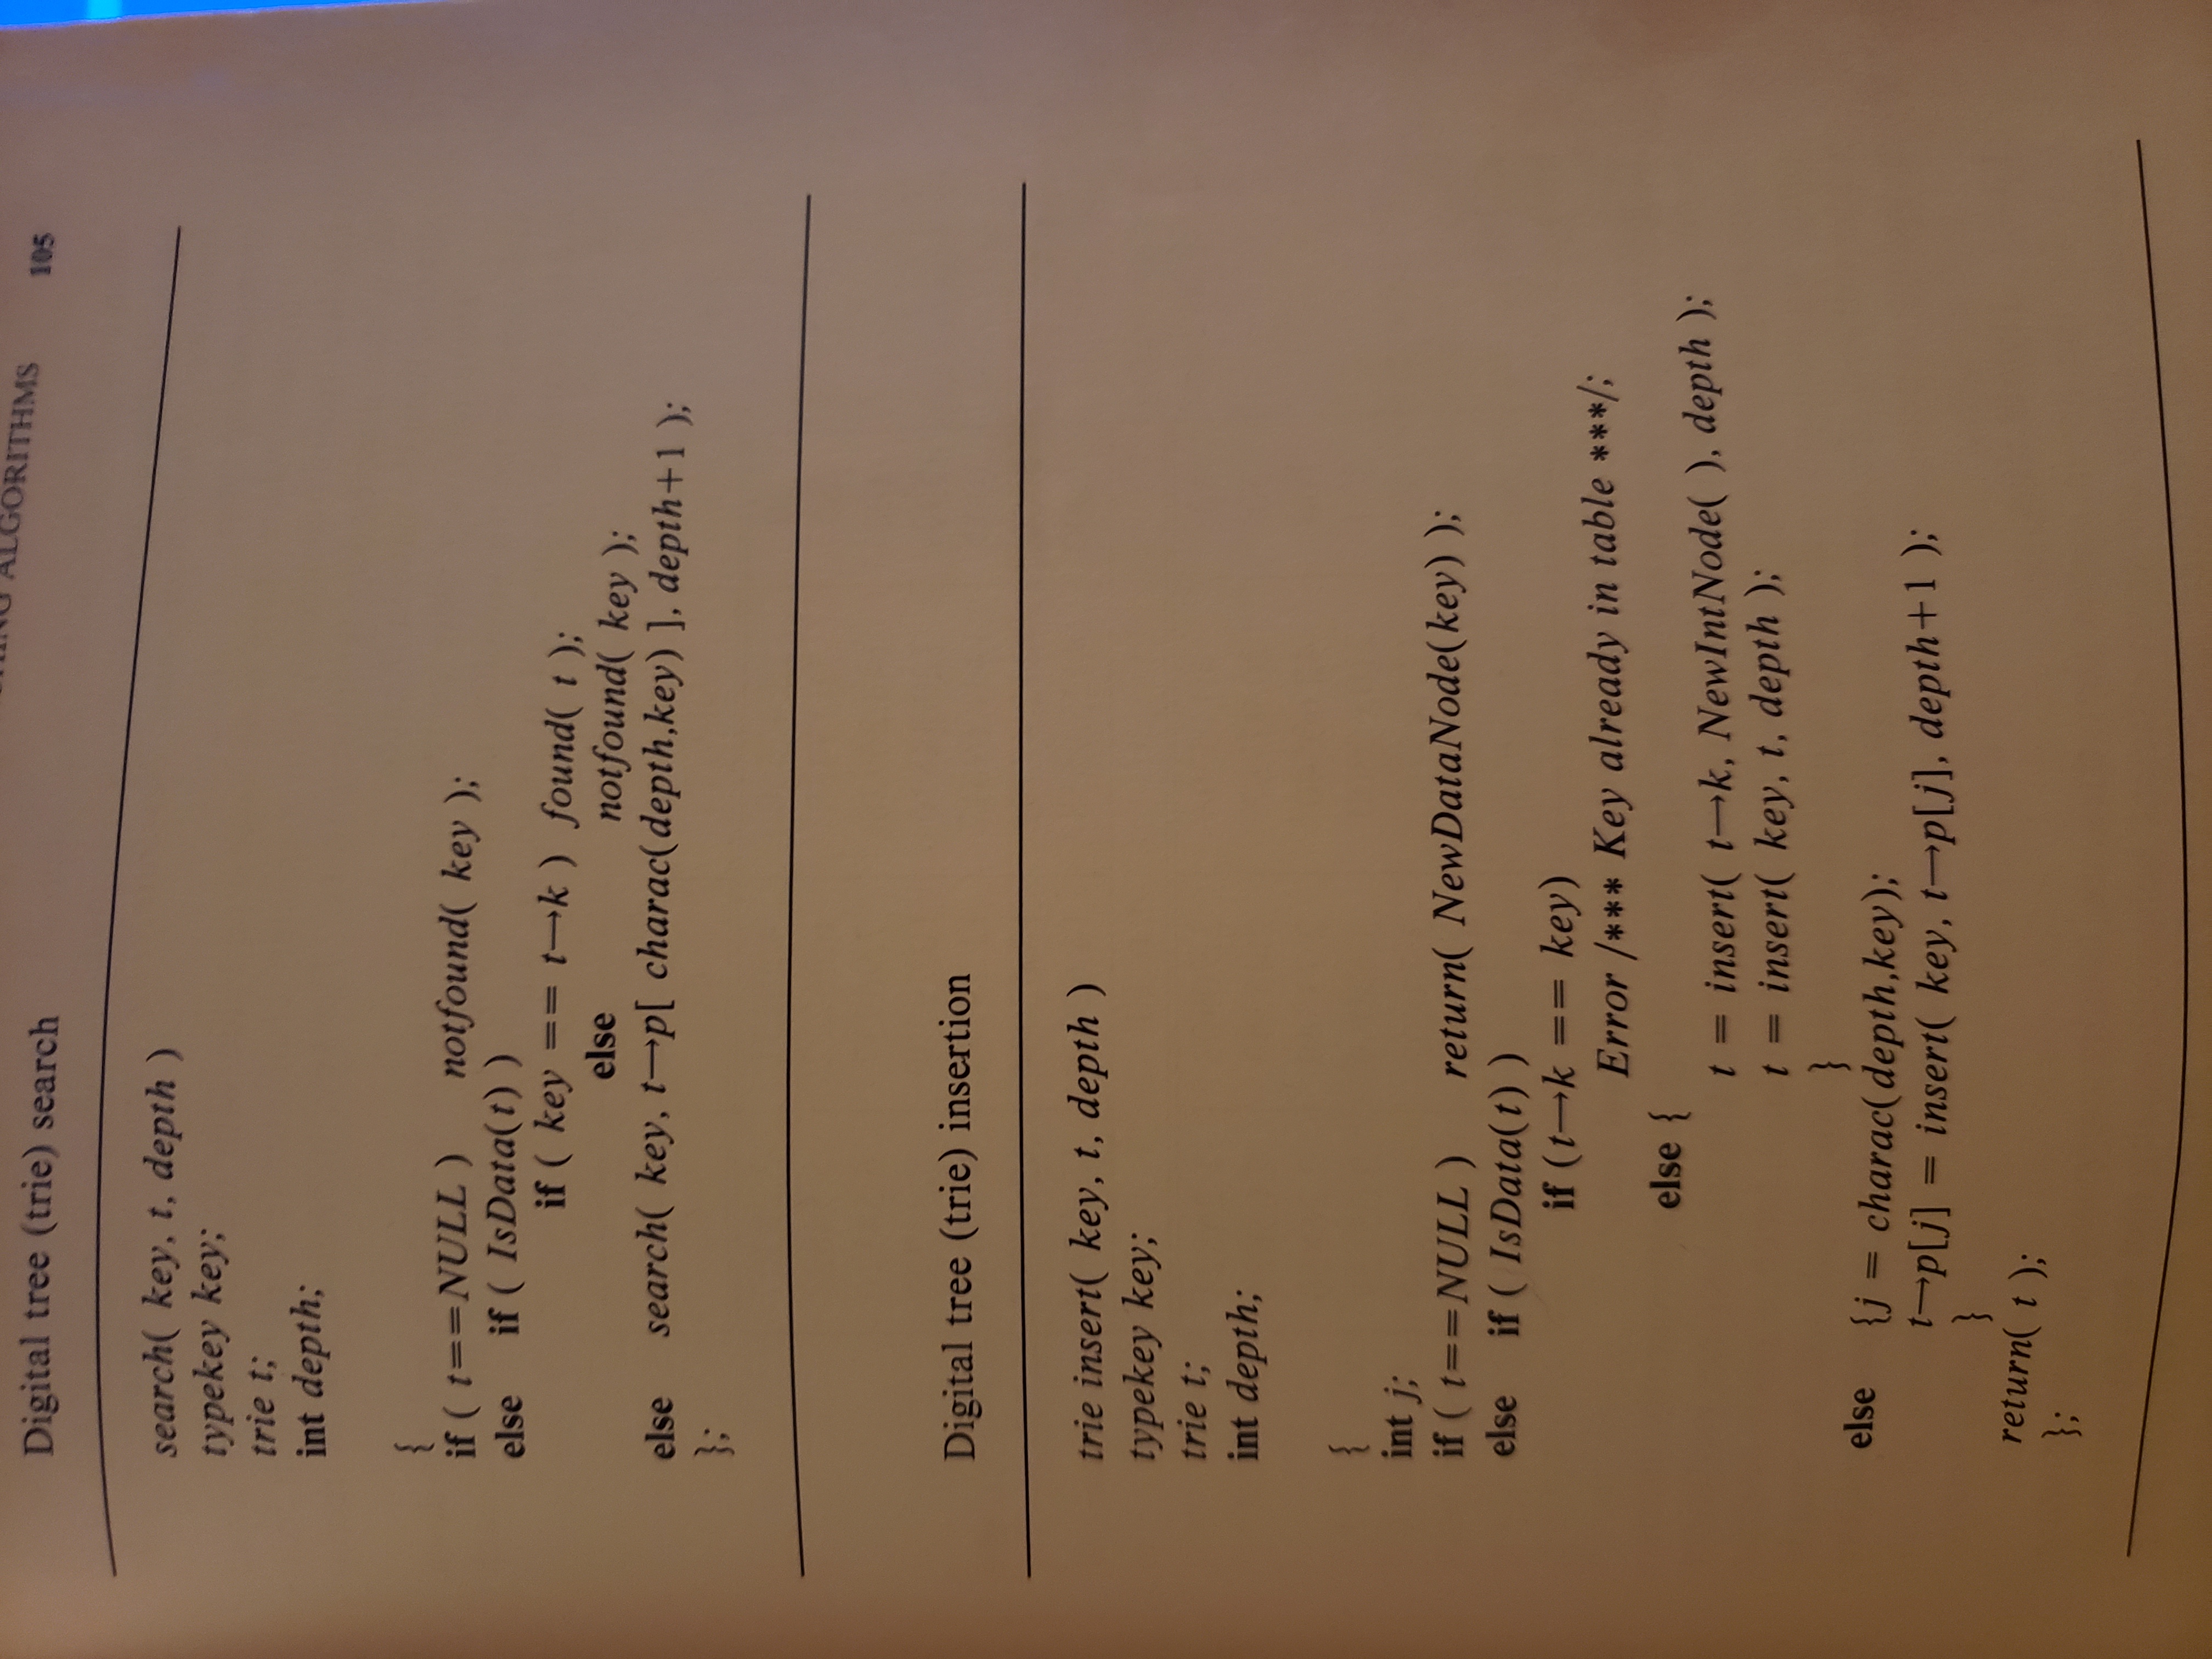 ALGORITHMS 105
Digital tree (trie) search
search( key, t, depth )
typekey key;
trie t;
int depth;
{
if ( t==NULL ) notfound( key );
else if ( IsData(t) )
if ( key == t→k ) found( t );
else notfound( key );
else search( key, t→p[ charac(depth,key) ], depth+1 );
};
Digital tree (trie) insertion
trie insert( key, t, depth )
typekey key;
trie t;
int depth;
{
int j;
if ( t==NULL ) return( NewDataNode(key) );
else if ( IsData(t) )
if (t→k == key)
Error /*** Key already in table ***/;
else {
t = insert( t→k, NewIntNode( ), depth );
t = insert( key, t, depth );
}
else {j = charac(depth,key);
t→p[j] = insert( key, t→p[j], depth+1 );
}
return( t );
};